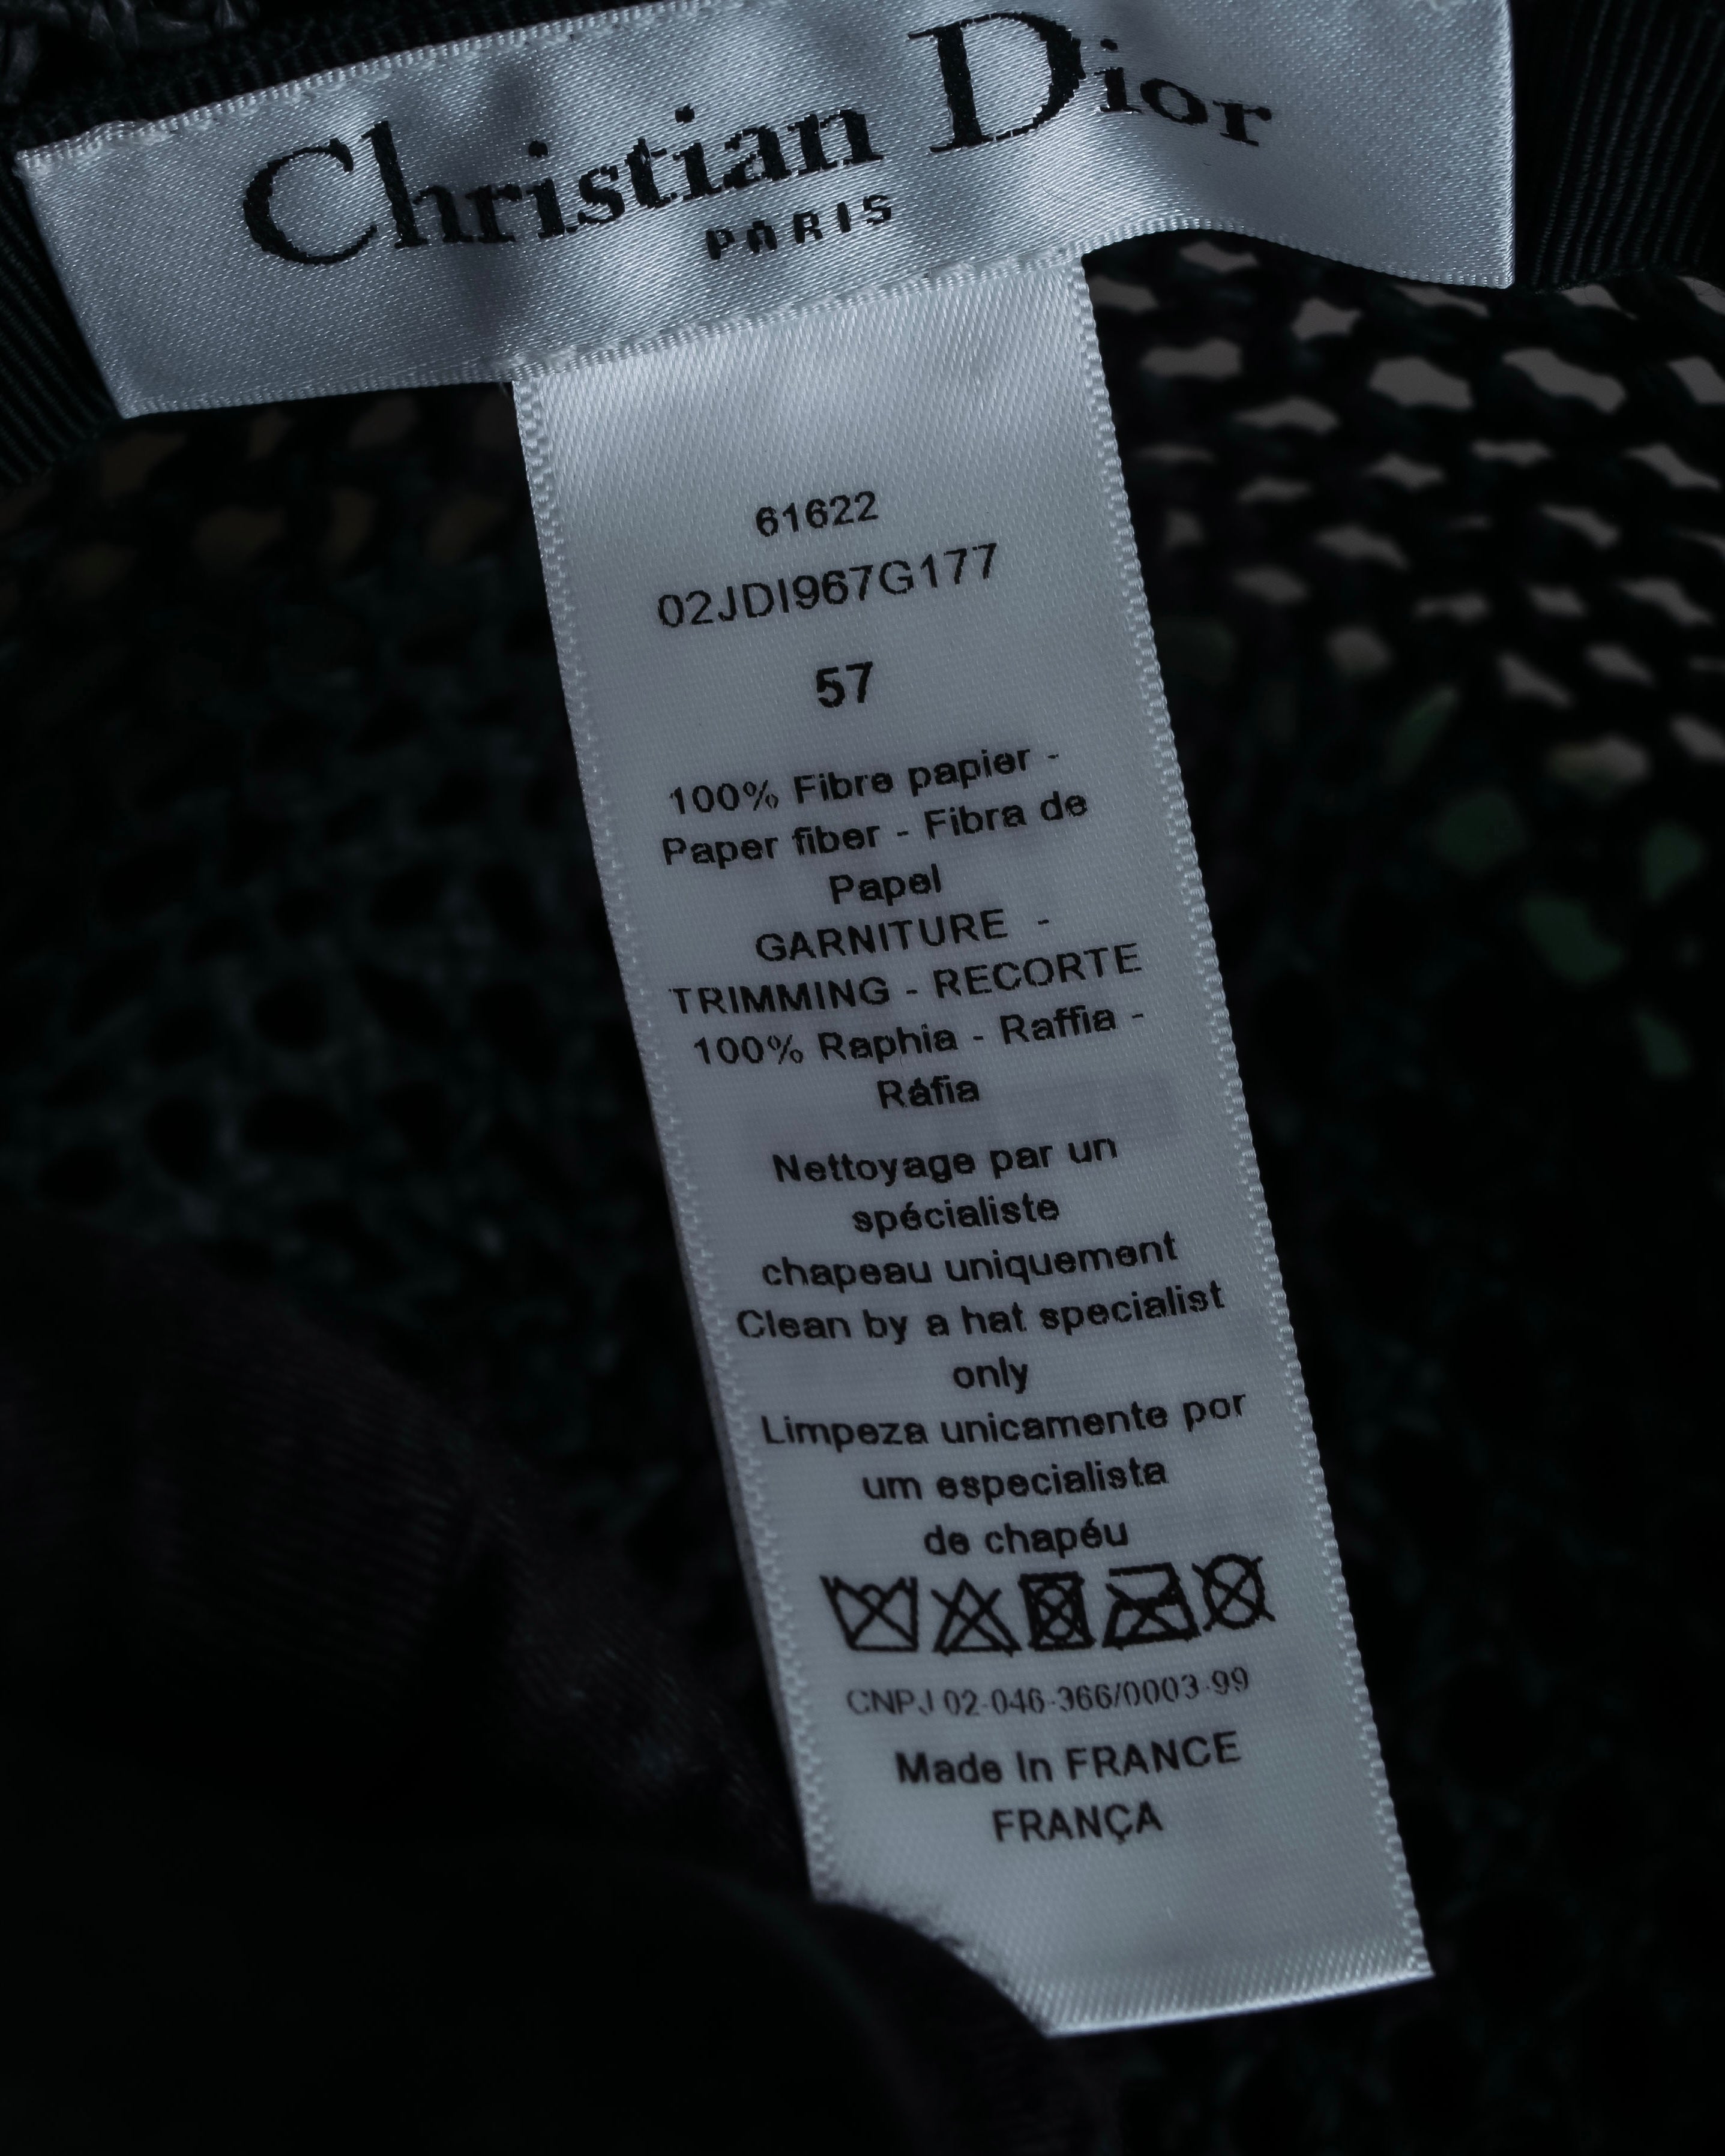 Christian Dior
PARIS
61622
02JDI967G177
57
100% Fibre papier -
Paper fiber - Fibra de
Papel
GARNITURE -
TRIMMING - RECORTE
100% Raphia - Raffia -
Ráfia
Nettoyage par un
spécialiste
chapeau uniquement
Clean by a hat specialist
only
Limpeza unicamente por
um especialista
de chapéu
CNPJ 02-046-366/0003-99
Made In FRANCE
FRANÇA